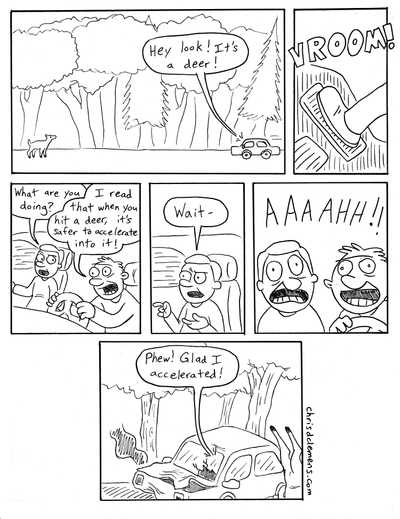 Hey look! It's
a deer!
VROOM!
What are you
doing?
I read
that when you
hit a deer, it's
safer to accelerate
into it!
Wait-
AAAAHH!!
Phew! Glad I
accelerated!
chrisdclemens.com